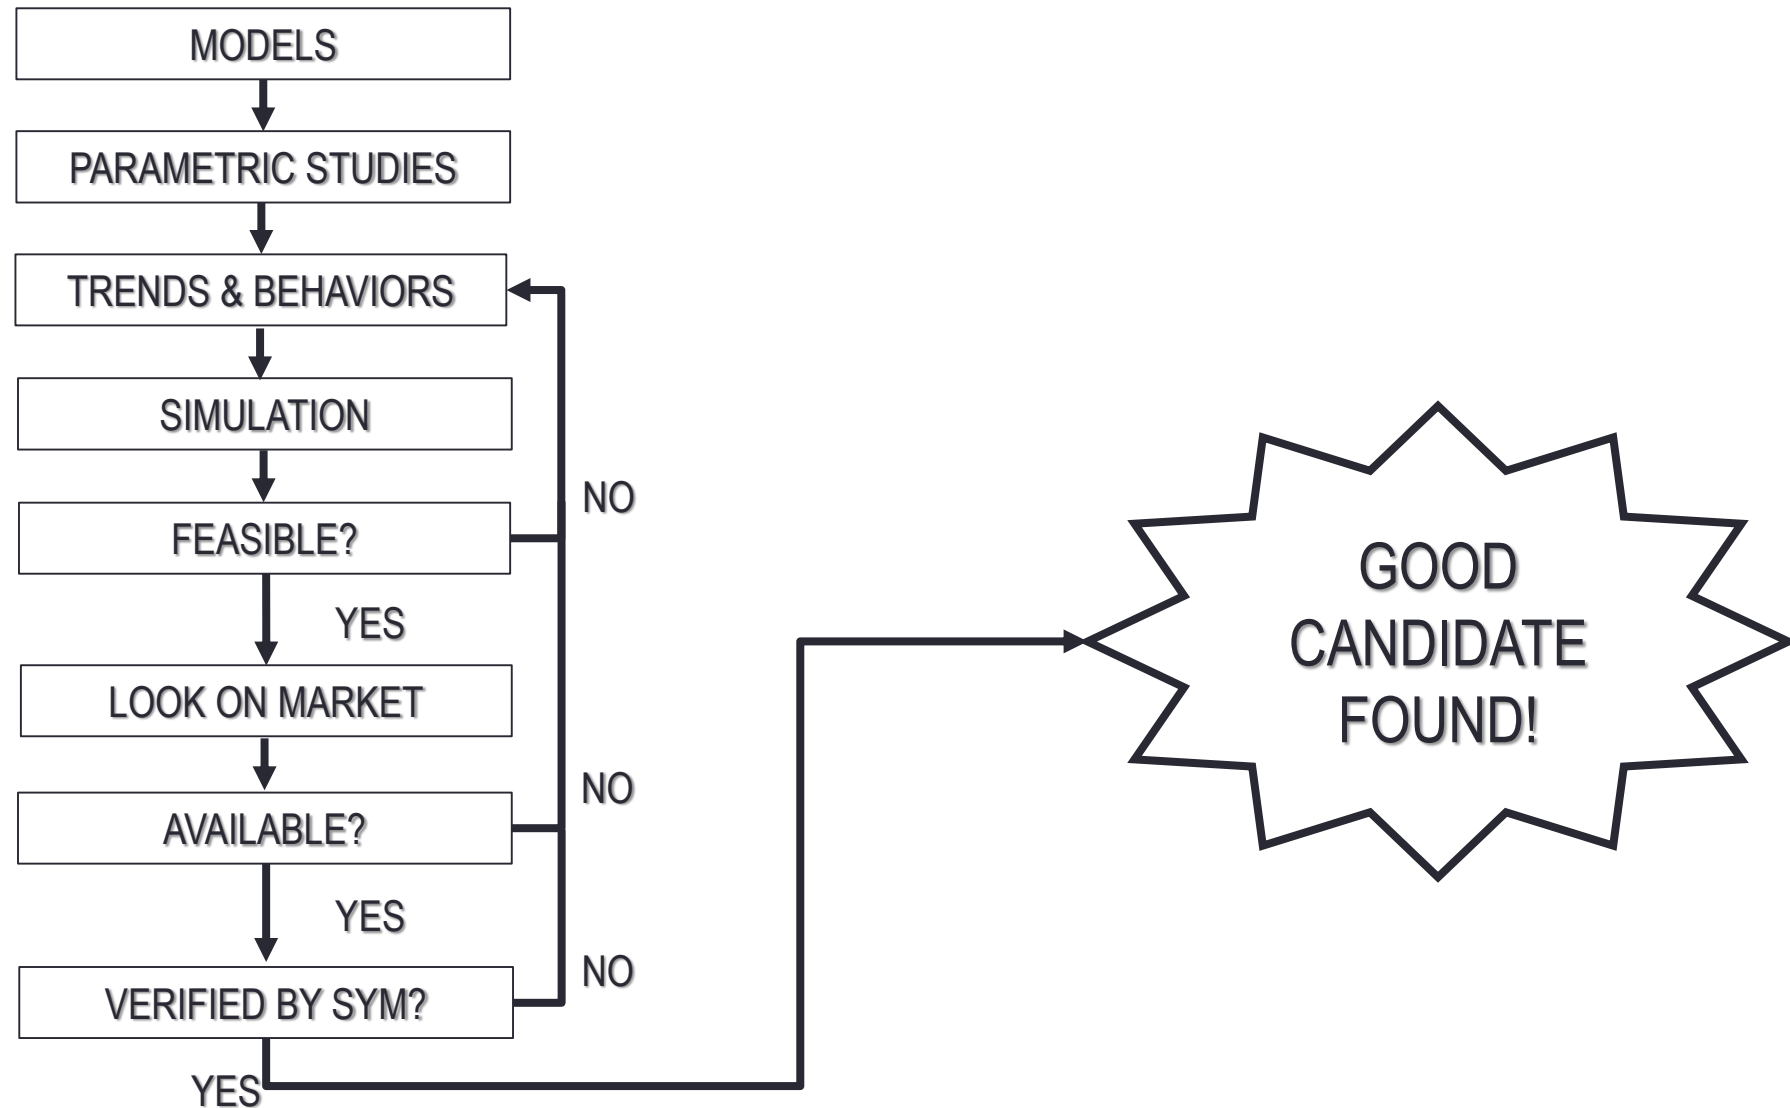 MODELS
PARAMETRIC STUDIES
TRENDS & BEHAVIORS
SIMULATION
NO
FEASIBLE?
YES
LOOK ON MARKET
NO
AVAILABLE?
YES
NO
VERIFIED BY SYM?
YES
GOOD
CANDIDATE
FOUND!